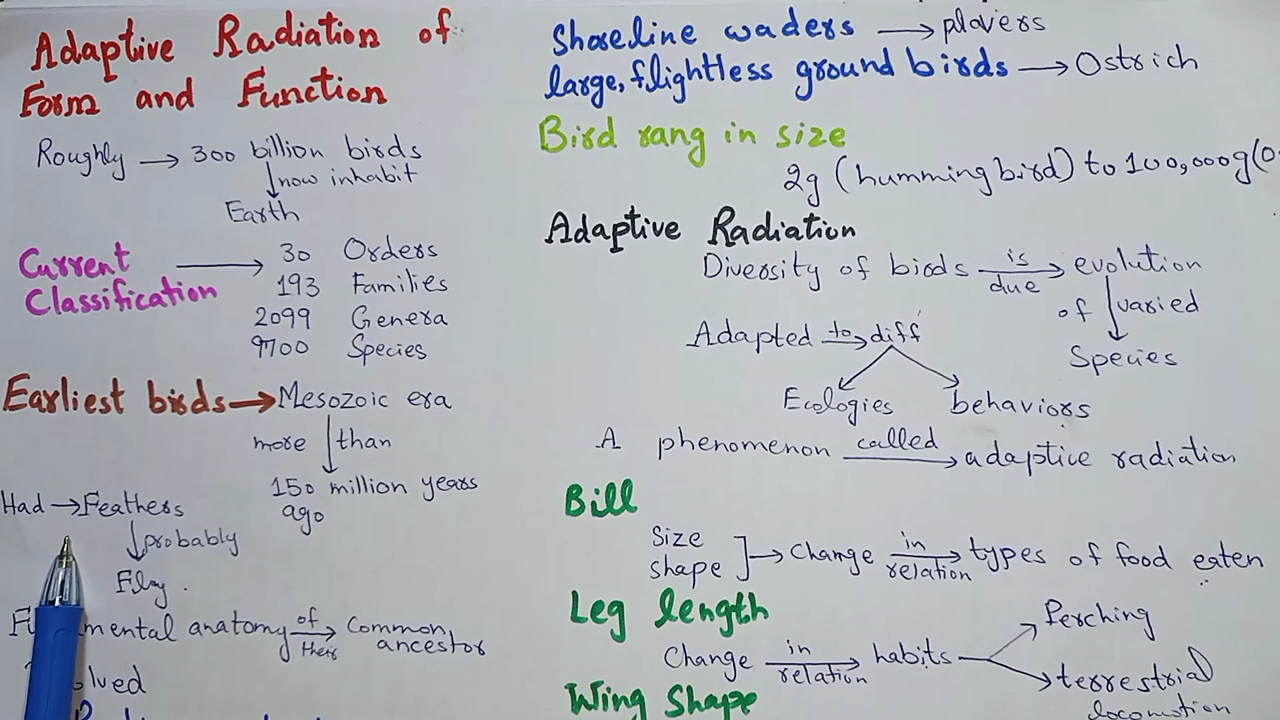 Adaptive Radiation of
Form and Function
Roughly → 300 billion birds
↓ now inhabit
Earth
Current Classification → 30 Orders
193 Families
2099 Genera
9700 Species
Earliest birds → Mesozoic era
more ↓ than
150 million years
ago
Had → Feathers
↓ probably
Flay.
mental anatomy of their → Common
ancestor
Shoreline waders → plovers
large, flightless ground birds → Ostrich
Bird rang in size
2g (hummingbird) to 100,000g (O
Adaptive Radiation
Diversity of birds is due → evolution
of ↓ varied
Species
Adapted to → diff
Ecologies behaviors
A phenomenon called → adaptive radiation
Bill
Size
shape ] → Change in relation → types of food eaten
Leg length
Change in relation → habits → Perching
→ terrestrial
locomotion
Wing Shape